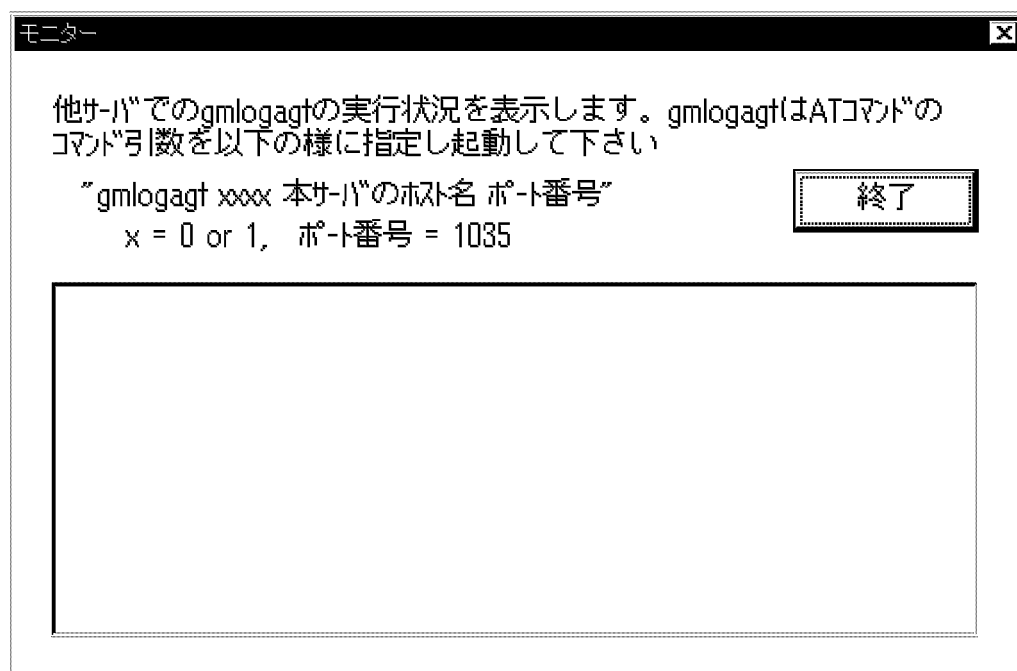 モニター
他ｻｰﾊﾞでのgmlogagtの実行状況を表示します。gmlogagtはATｺﾏﾝﾄﾞの
ｺﾏﾝﾄﾞ引数を以下の様に指定し起動して下さい
"gmlogagt xxxx 本ｻｰﾊﾞのﾎｽﾄ名 ﾎﾟｰﾄ番号"
終了
x = 0 or 1,　ﾎﾟｰﾄ番号 = 1035